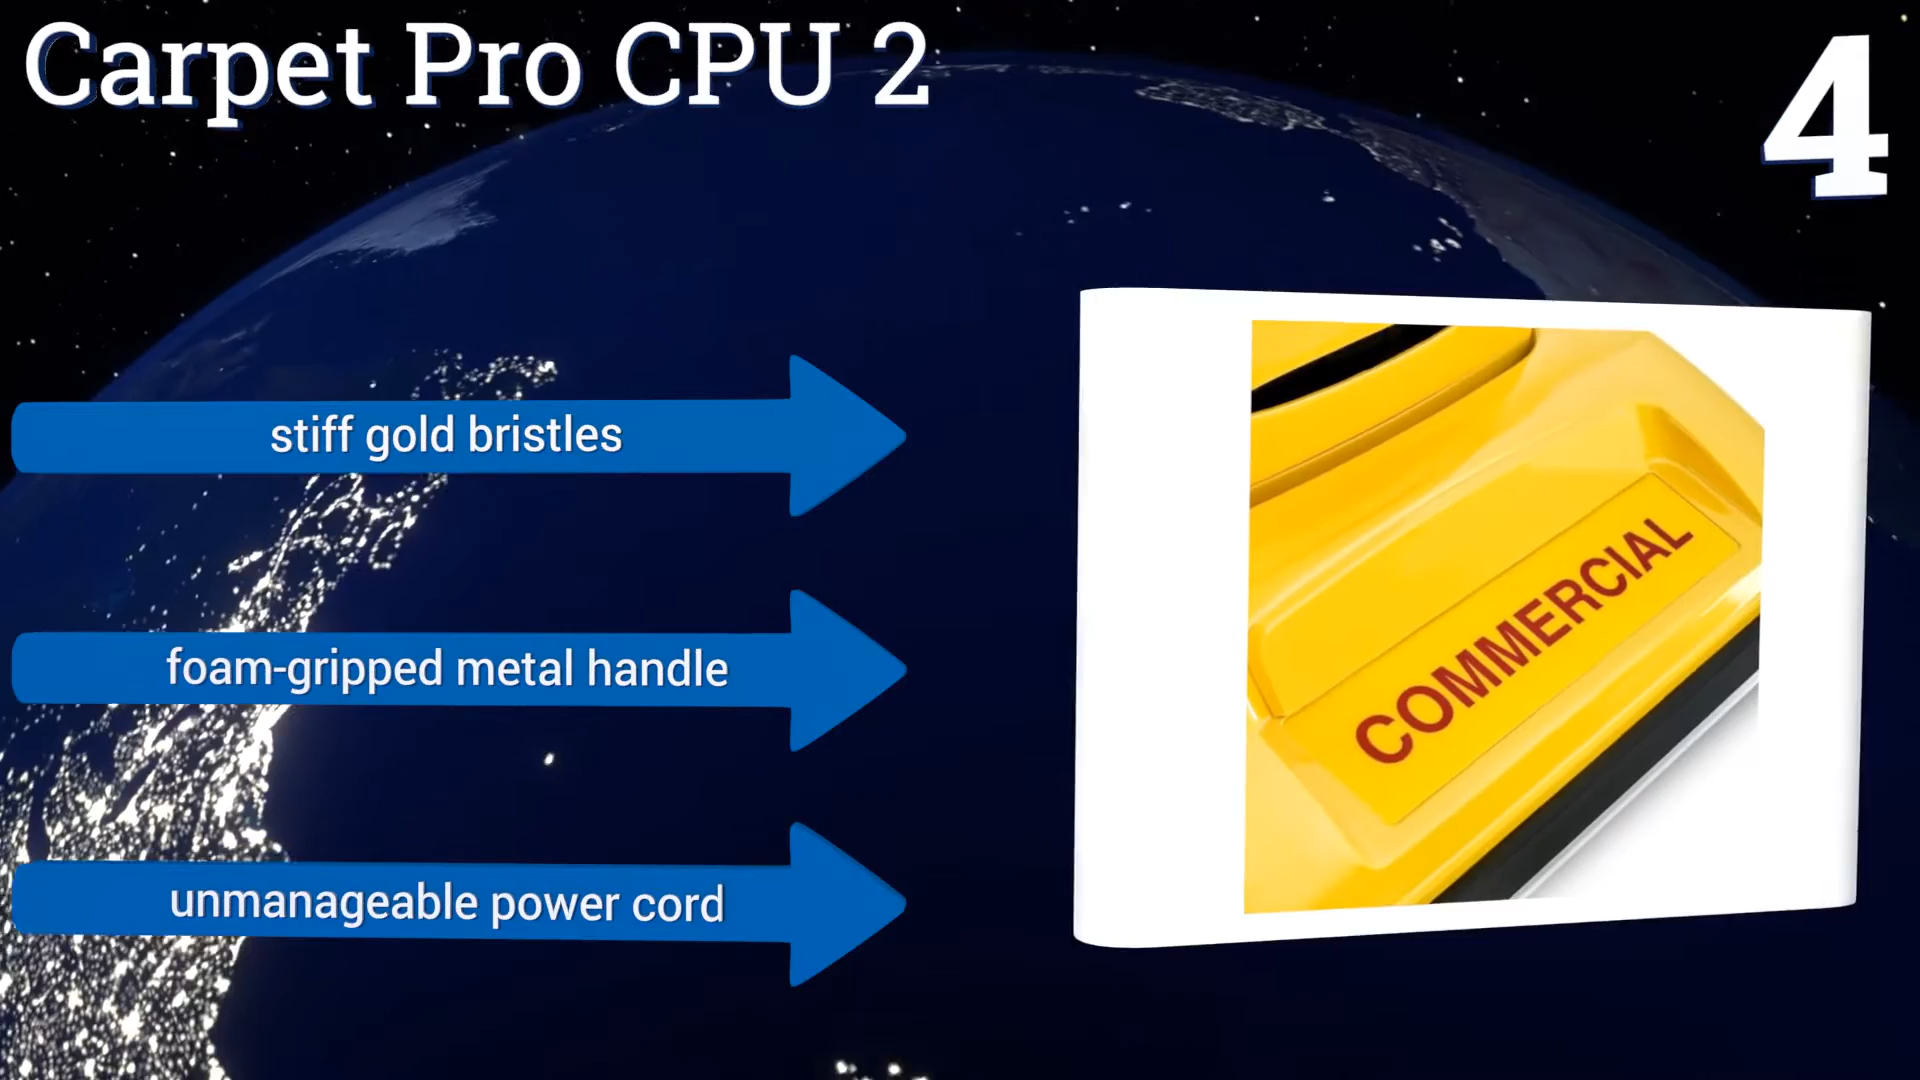 Carpet Pro CPU 2
4
stiff gold bristles
foam-gripped metal handle
unmanageable power cord
COMMERCIAL